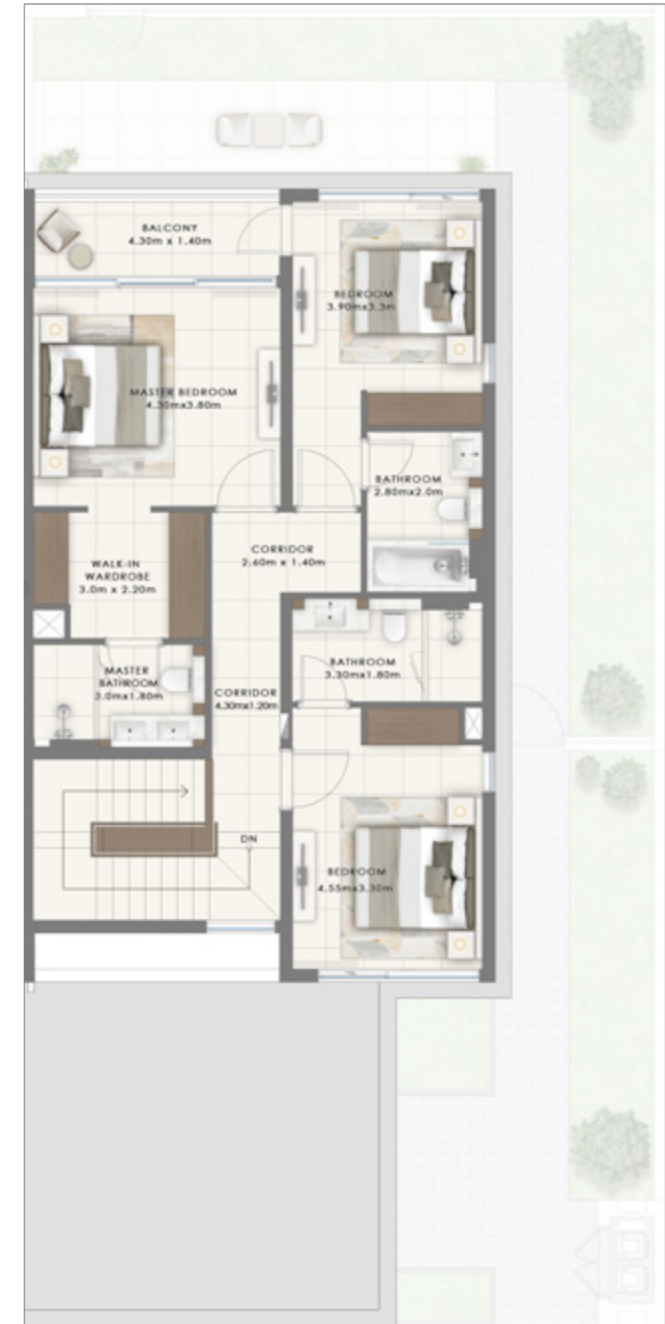 BALCONY
4.30m x 1.40m
BEDROOM
3.90mx3.3m
MASTER BEDROOM
4.30mx3.80m
BATHROOM
2.80mx2.0m
CORRIDOR
2.60m x 1.40m
WALK-IN
WARDROBE
3.0m x 2.20m
BATHROOM
3.30mx1.80m
MASTER
BATHROOM
3.0mx1.80m
CORRIDOR
4.30mx1.20m
DN
BEDROOM
4.55mx3.30m